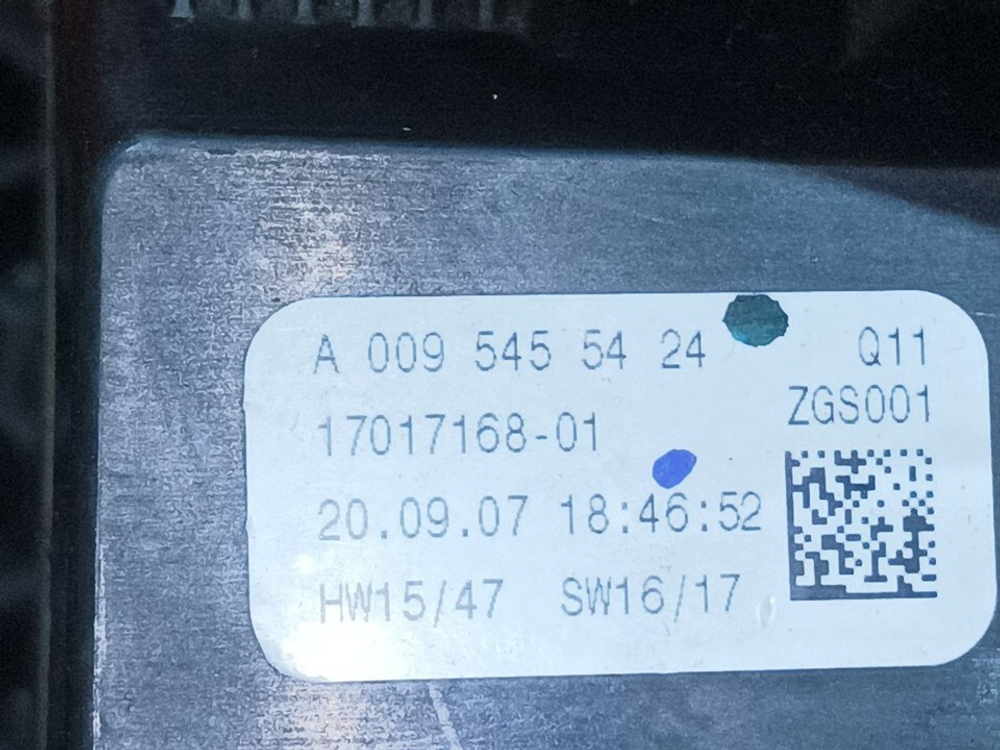 A 009 545 54 24 Q11
ZGS001
17017168-01
20.09.07 18:46:52
HW15/47 SW16/17